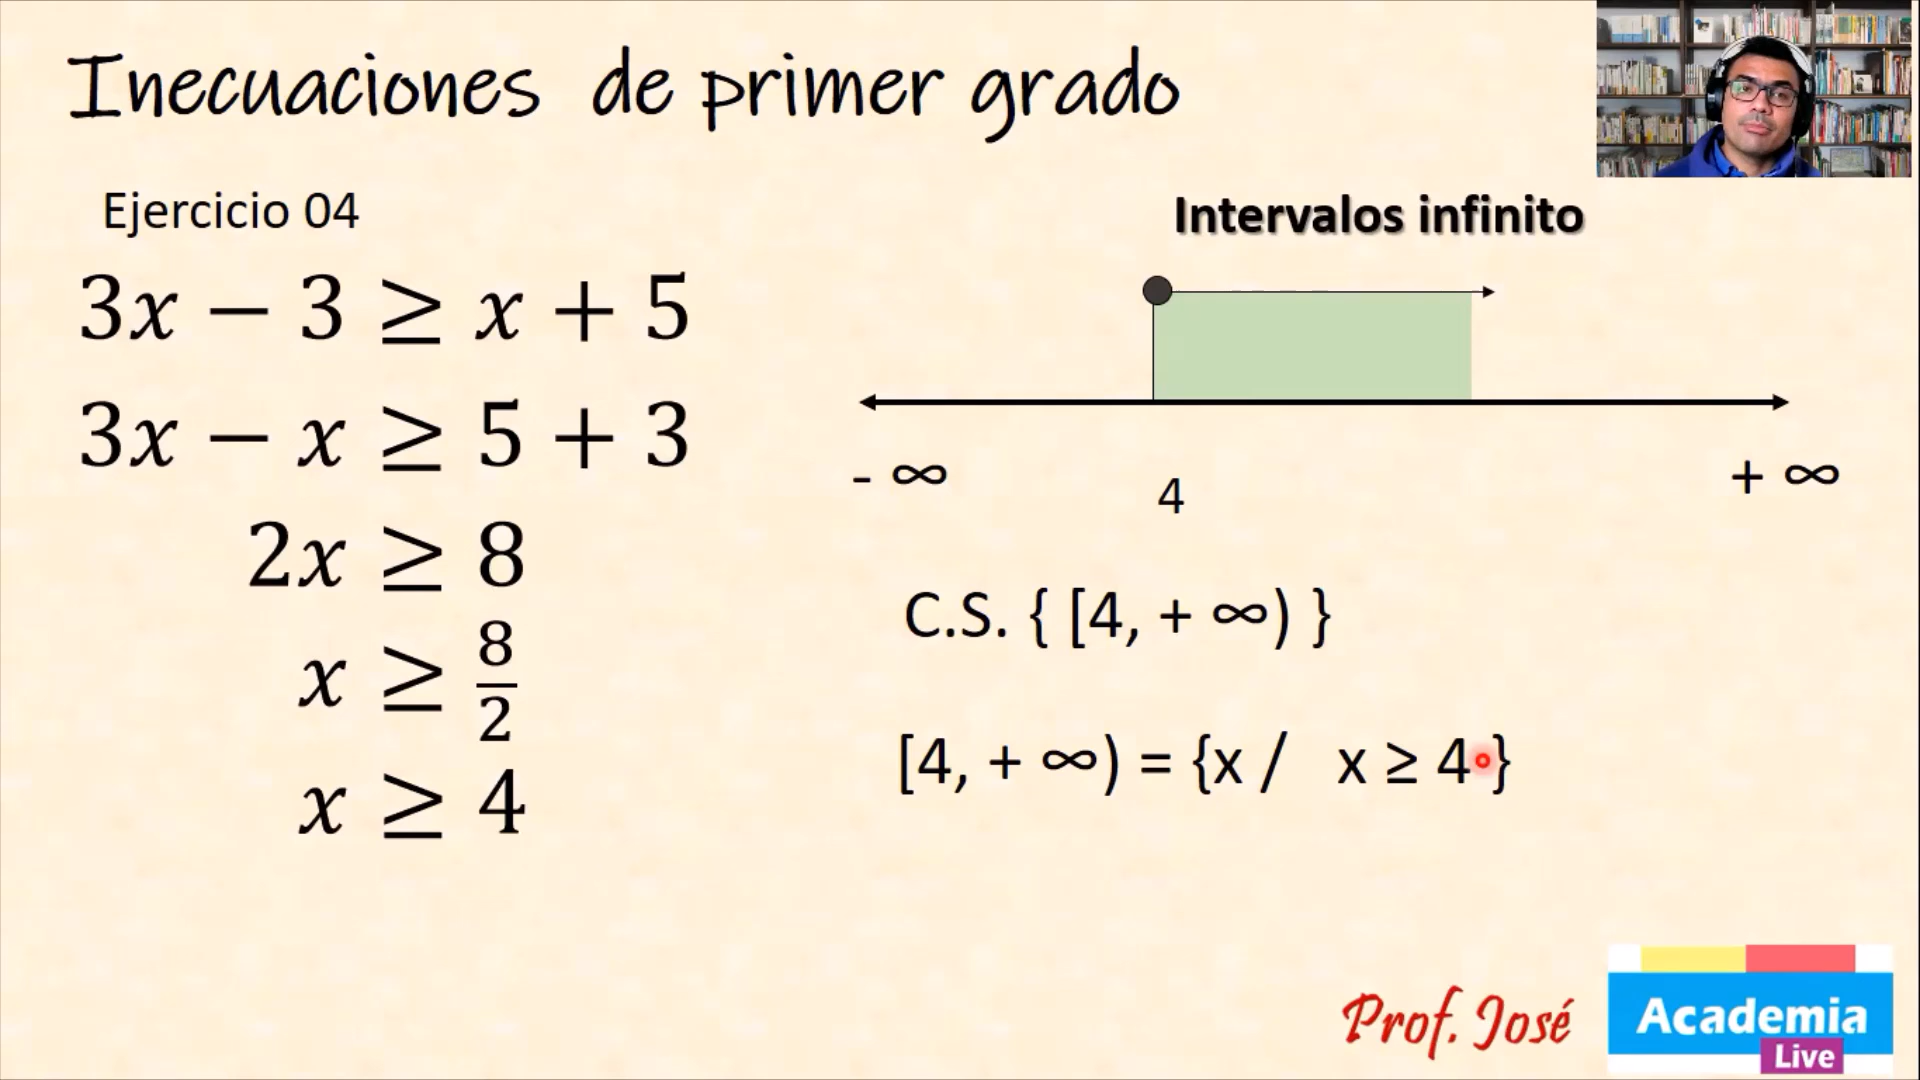 Inecuaciones de primer grado
Ejercicio 04
3x − 3 ≥ x + 5
3x − x ≥ 5 + 3
2x ≥ 8
x ≥ 8/2
x ≥ 4
Intervalos infinito
- ∞ 4 + ∞
C.S. { [4, + ∞) }
[4, + ∞) = {x / x ≥ 4 }
Prof. José
Academia
Live